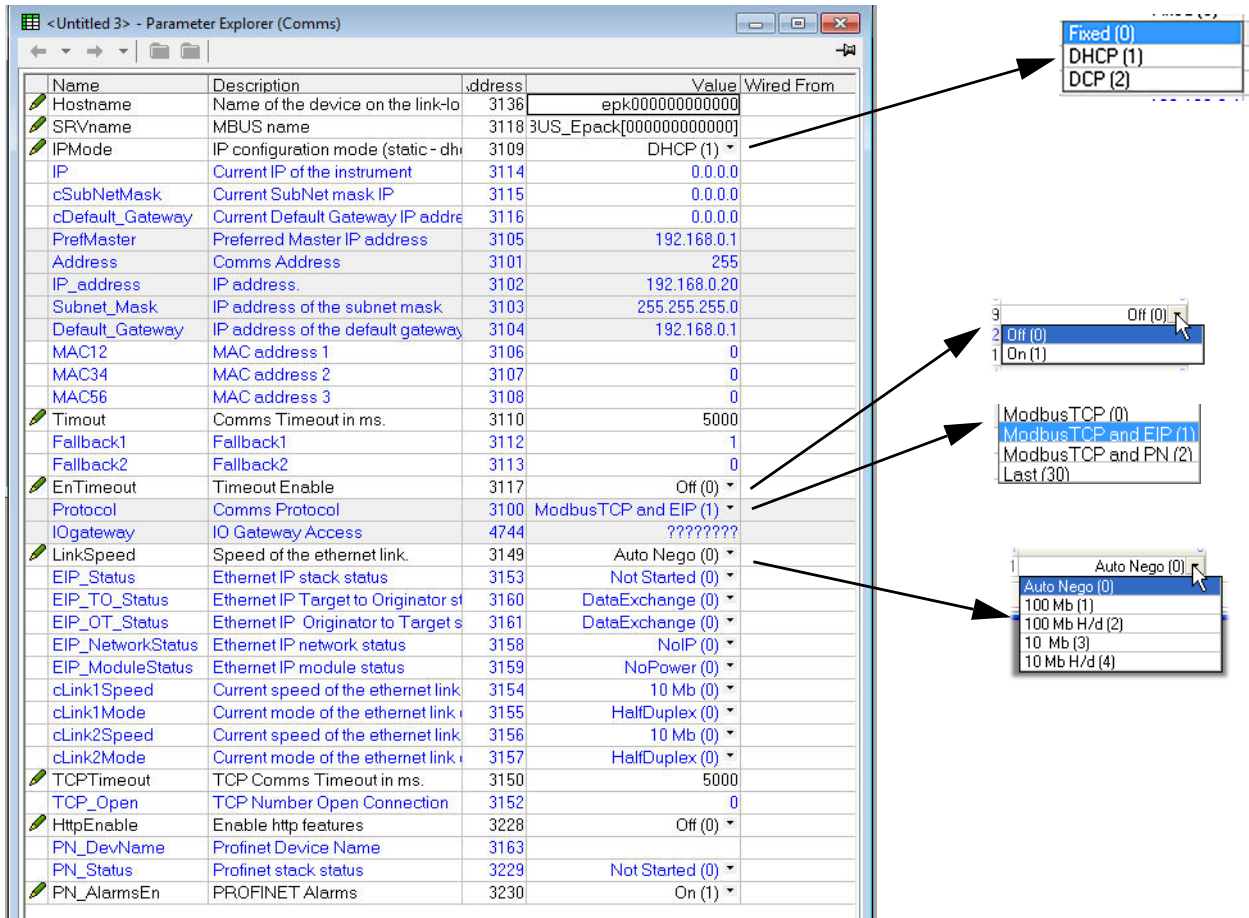 <Untitled 3> - Parameter Explorer (Comms)
Name Description ddress Value Wired From
Hostname Name of the device on the link-lo 3136 epk000000000000
SRVname MBUS name 3118 BUS_Epack[000000000000]
IPMode IP configuration mode (static - dh 3109 DHCP (1)
IP Current IP of the instrument 3114 0.0.0.0
cSubNetMask Current SubNet mask IP 3115 0.0.0.0
cDefault_Gateway Current Default Gateway IP addre 3116 0.0.0.0
PrefMaster Preferred Master IP address 3105 192.168.0.1
Address Comms Address 3101 255
IP_address IP address. 3102 192.168.0.20
Subnet_Mask IP address of the subnet mask 3103 255.255.255.0
Default_Gateway IP address of the default gateway 3104 192.168.0.1
MAC12 MAC address 1 3106 0
MAC34 MAC address 2 3107 0
MAC56 MAC address 3 3108 0
Timout Comms Timeout in ms. 3110 5000
Fallback1 Fallback1 3112 1
Fallback2 Fallback2 3113 0
EnTimeout Timeout Enable 3117 Off (0)
Protocol Comms Protocol 3100 ModbusTCP and EIP (1)
IOgateway IO Gateway Access 4744 ????????
LinkSpeed Speed of the ethernet link. 3149 Auto Nego (0)
EIP_Status Ethernet IP stack status 3153 Not Started (0)
EIP_TO_Status Ethernet IP Target to Originator st 3160 DataExchange (0)
EIP_OT_Status Ethernet IP Originator to Target s 3161 DataExchange (0)
EIP_NetworkStatus Ethernet IP network status 3158 NoIP (0)
EIP_ModuleStatus Ethernet IP module status 3159 NoPower (0)
cLink1Speed Current speed of the ethernet link 3154 10 Mb (0)
cLink1Mode Current mode of the ethernet link 3155 HalfDuplex (0)
cLink2Speed Current speed of the ethernet link 3156 10 Mb (0)
cLink2Mode Current mode of the ethernet link 3157 HalfDuplex (0)
TCPTimeout TCP Comms Timeout in ms. 3150 5000
TCP_Open TCP Number Open Connection 3152 0
HttpEnable Enable http features 3228 Off (0)
PN_DevName Profinet Device Name 3163
PN_Status Profinet stack status 3229 Not Started (0)
PN_AlarmsEn PROFINET Alarms 3230 On (1)
Fixed (0)
DHCP (1)
DCP (2)
9 Off (0)
2 Off (0)
1 On (1)
ModbusTCP (0)
ModbusTCP and EIP (1)
ModbusTCP and PN (2)
Last (30)
1 Auto Nego (0)
Auto Nego (0)
100 Mb (1)
100 Mb H/d (2)
10 Mb (3)
10 Mb H/d (4)